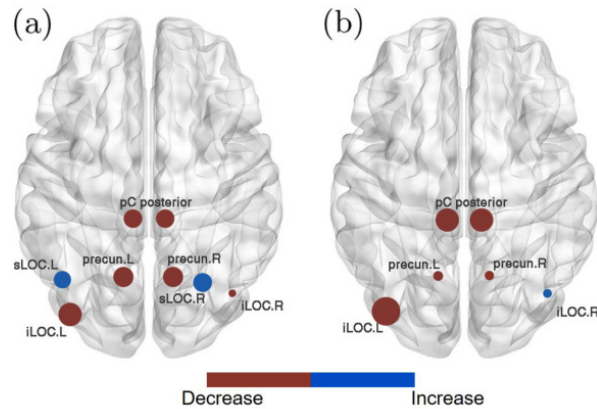 (a)
(b)
pC posterior
pC posterior
sLOC.L
precun.L
sLOC.R
precun.R
iLOC.R
iLOC.L
precun.L
precun.R
iLOC.R
iLOC.L
Decrease
Increase